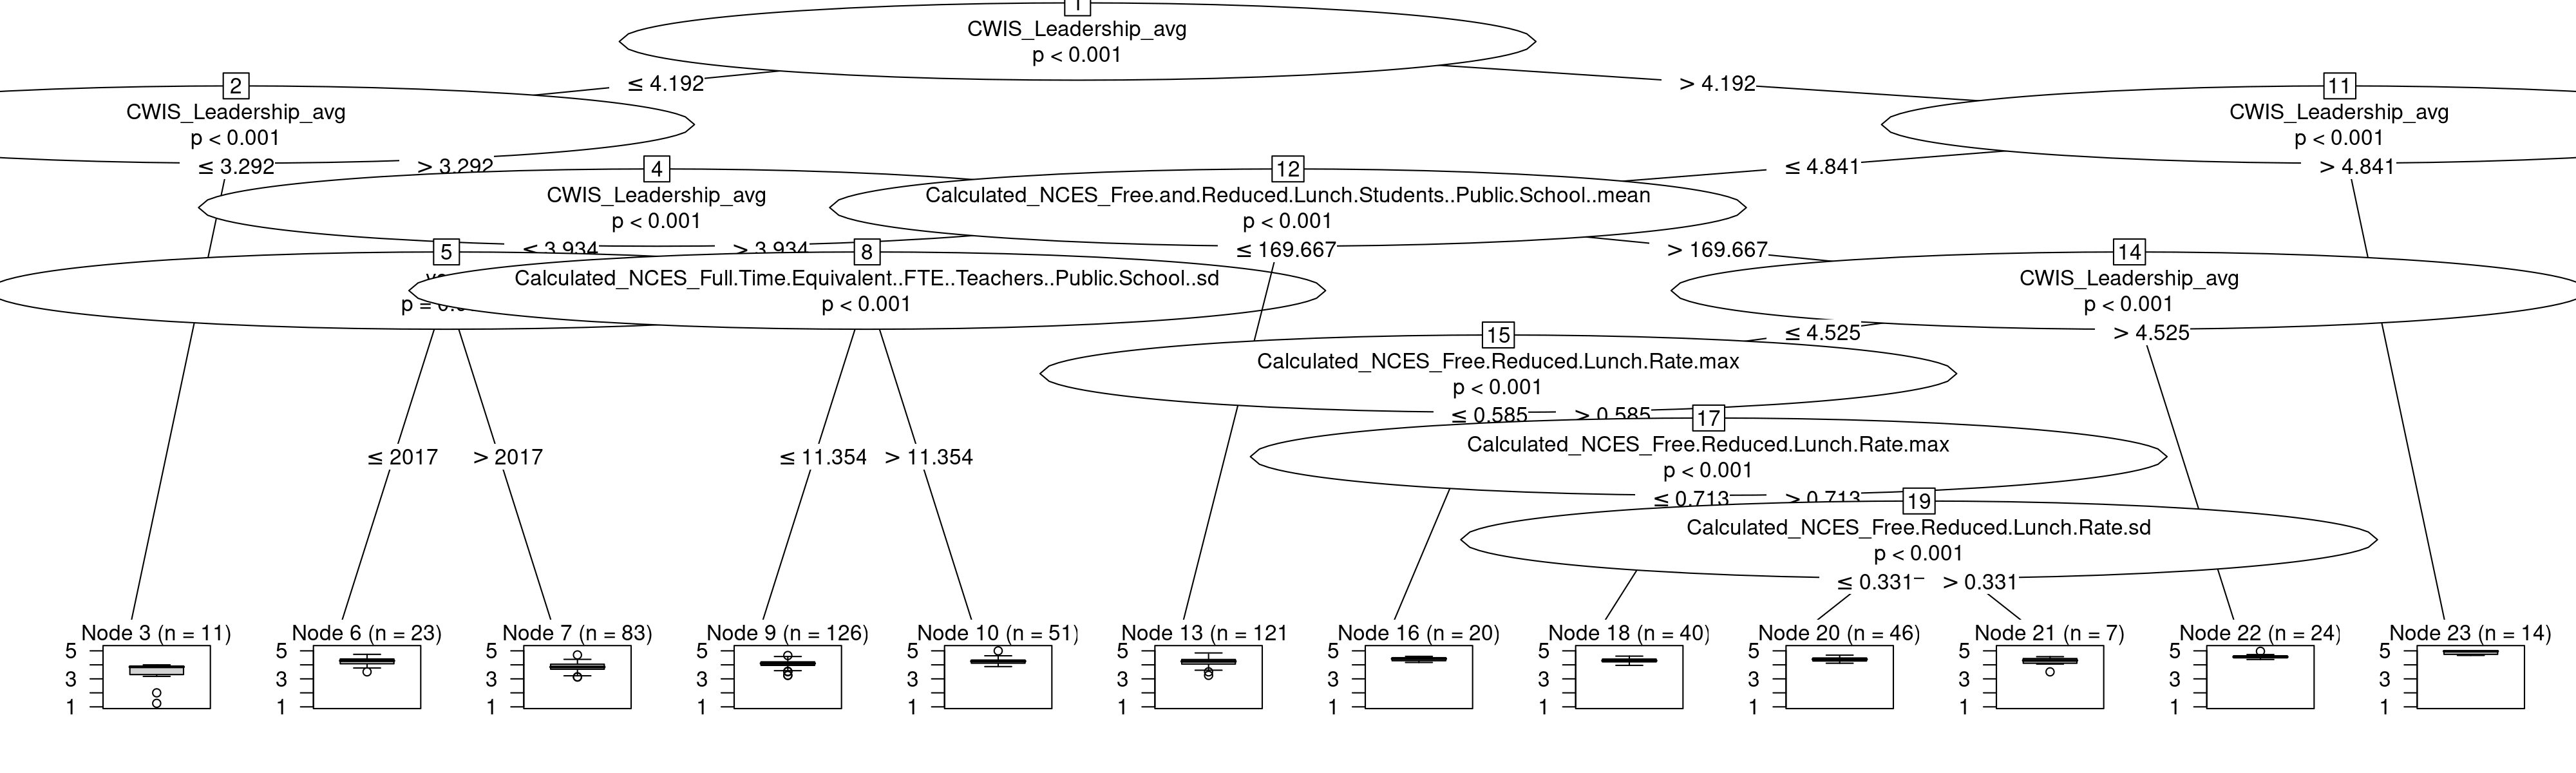 1
CWIS_Leadership_avg
p < 0.001
≤ 4.192
> 4.192
2
CWIS_Leadership_avg
p < 0.001
11
CWIS_Leadership_avg
p < 0.001
≤ 3.292
> 3.292
≤ 4.841
> 4.841
4
CWIS_Leadership_avg
p < 0.001
12
Calculated_NCES_Free.and.Reduced.Lunch.Students..Public.School..mean
p < 0.001
≤ 3.934
> 3.934
≤ 169.667
> 169.667
5
p =
8
Calculated_NCES_Full.Time.Equivalent..FTE..Teachers..Public.School..sd
p < 0.001
14
CWIS_Leadership_avg
p < 0.001
≤ 4.525
> 4.525
15
Calculated_NCES_Free.Reduced.Lunch.Rate.max
p < 0.001
≤ 0.585
> 0.585
17
Calculated_NCES_Free.Reduced.Lunch.Rate.max
p < 0.001
≤ 2017
> 2017
≤ 11.354
> 11.354
≤ 0.713
> 0.713
19
Calculated_NCES_Free.Reduced.Lunch.Rate.sd
p < 0.001
≤ 0.331
> 0.331
Node 3 (n = 11)
5
3
1
Node 6 (n = 23)
5
3
1
Node 7 (n = 83)
5
3
1
Node 9 (n = 126)
5
3
1
Node 10 (n = 51)
5
3
1
Node 13 (n = 121
5
3
1
Node 16 (n = 20)
5
3
1
Node 18 (n = 40)
5
3
1
Node 20 (n = 46)
5
3
1
Node 21 (n = 7)
5
3
1
Node 22 (n = 24)
5
3
1
Node 23 (n = 14)
5
3
1